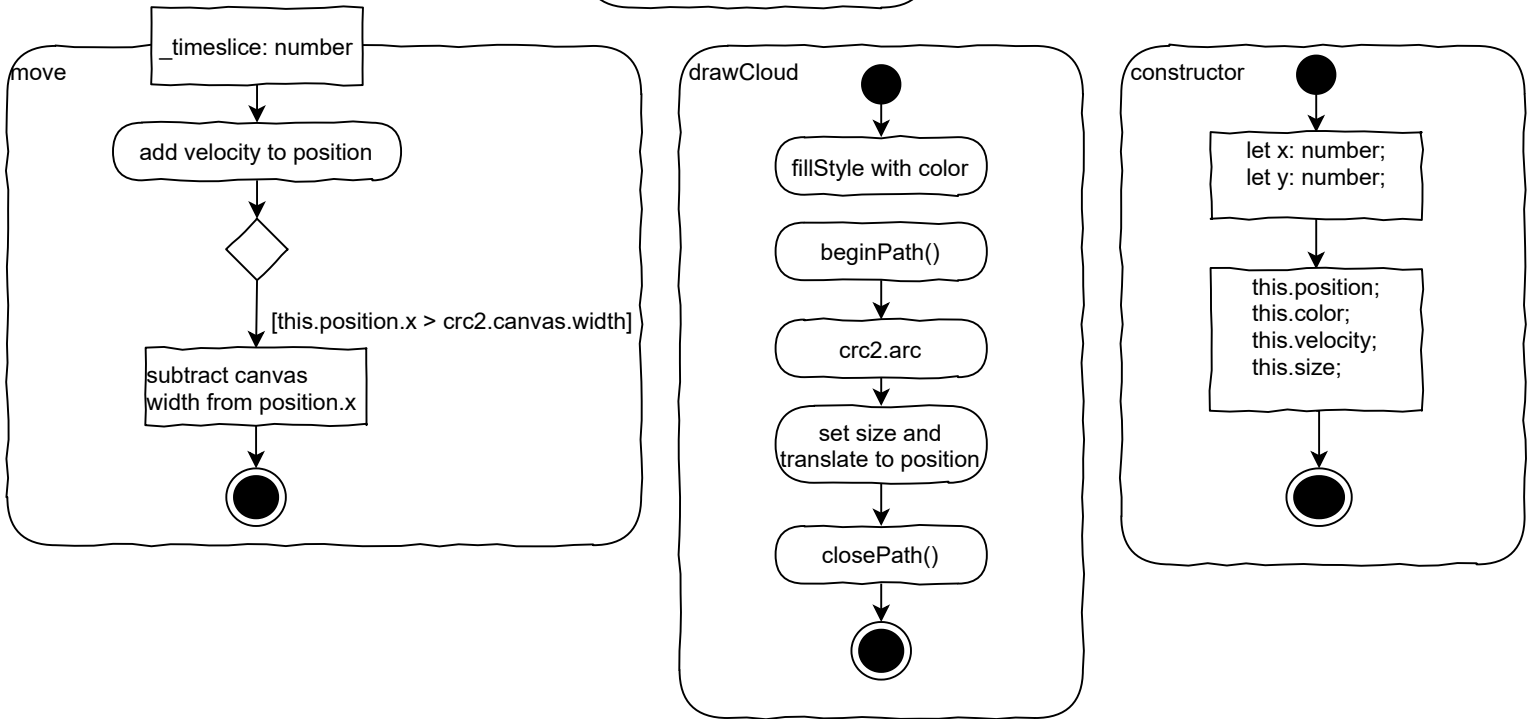 _timeslice: number
move
add velocity to position
[this.position.x > crc2.canvas.width]
subtract canvas
width from position.x
drawCloud
fillStyle with color
beginPath()
crc2.arc
set size and
translate to position
closePath()
constructor
let x: number;
let y: number;
this.position;
this.color;
this.velocity;
this.size;